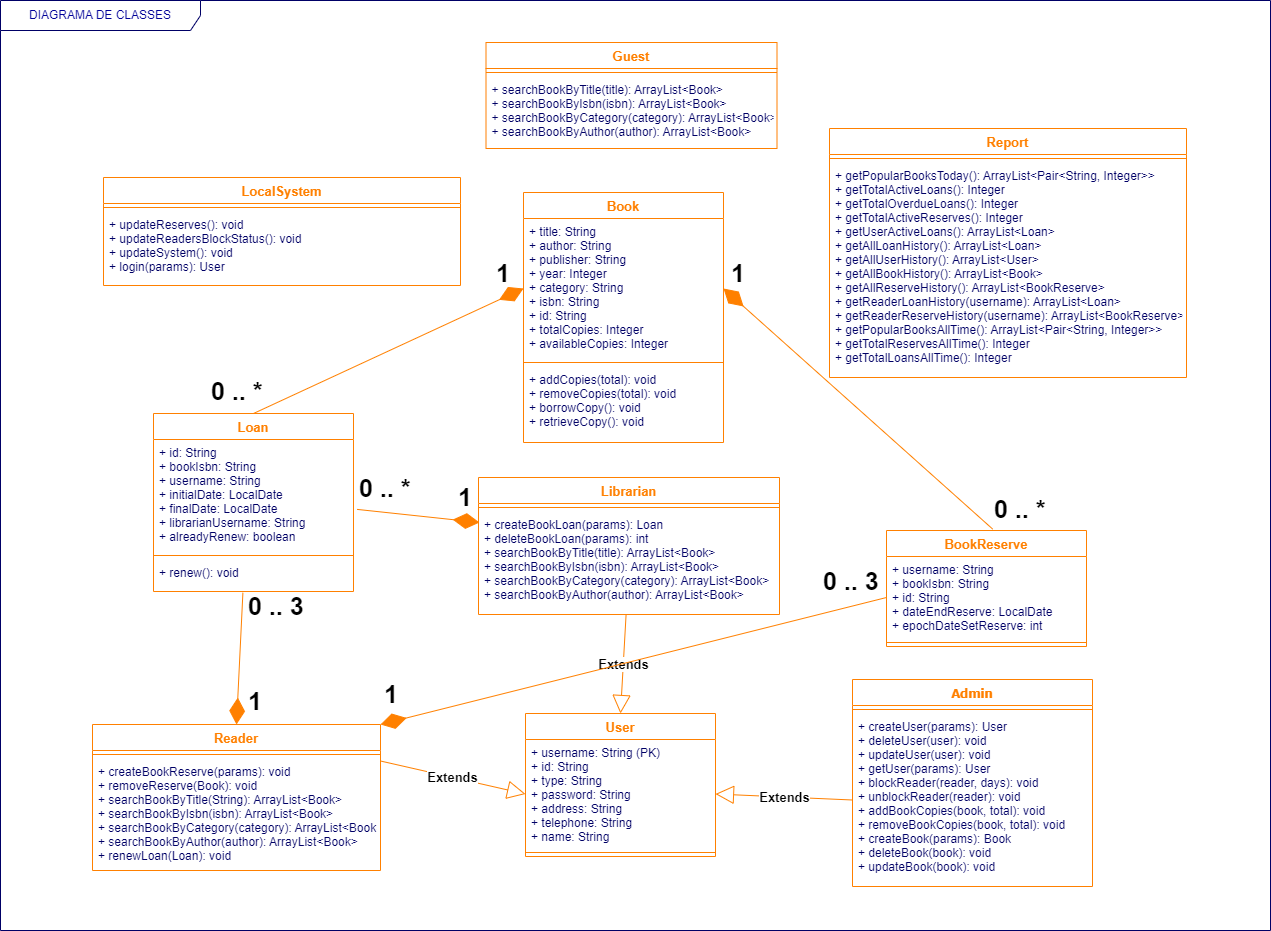 DIAGRAMA DE CLASSES
Guest
+ searchBookByTitle(title): ArrayList<Book>
+ searchBookByIsbn(isbn): ArrayList<Book>
+ searchBookByCategory(category): ArrayList<Book>
+ searchBookByAuthor(author): ArrayList<Book>
Report
+ getPopularBooksToday(): ArrayList<Pair<String, Integer>>
+ getTotalActiveLoans(): Integer
+ getTotalOverdueLoans(): Integer
+ getTotalActiveReserves(): Integer
+ getUserActiveLoans(): ArrayList<Loan>
+ getAllLoanHistory(): ArrayList<Loan>
+ getAllUserHistory(): ArrayList<User>
+ getAllBookHistory(): ArrayList<Book>
+ getAllReserveHistory(): ArrayList<BookReserve>
+ getReaderLoanHistory(username): ArrayList<Loan>
+ getReaderReserveHistory(username): ArrayList<BookReserve>
+ getPopularBooksAllTime(): ArrayList<Pair<String, Integer>>
+ getTotalReservesAllTime(): Integer
+ getTotalLoansAllTime(): Integer
LocalSystem
+ updateReserves(): void
+ updateReadersBlockStatus(): void
+ updateSystem(): void
+ login(params): User
Book
+ title: String
+ author: String
+ publisher: String
+ year: Integer
+ category: String
+ isbn: String
+ id: String
+ totalCopies: Integer
+ availableCopies: Integer
+ addCopies(total): void
+ removeCopies(total): void
+ borrowCopy(): void
+ retrieveCopy(): void
1
1
0 .. *
Loan
+ id: String
+ bookIsbn: String
+ username: String
+ initialDate: LocalDate
+ finalDate: LocalDate
+ librarianUsername: String
+ alreadyRenew: boolean
+ renew(): void
0 .. *
1
Librarian
+ createBookLoan(params): Loan
+ deleteBookLoan(params): int
+ searchBookByTitle(title): ArrayList<Book>
+ searchBookByIsbn(isbn): ArrayList<Book>
+ searchBookByCategory(category): ArrayList<Book>
+ searchBookByAuthor(author): ArrayList<Book>
0 .. *
BookReserve
+ username: String
+ bookIsbn: String
+ id: String
+ dateEndReserve: LocalDate
+ epochDateSetReserve: int
0 .. 3
0 .. 3
Extends
1
1
Reader
+ createBookReserve(params): void
+ removeReserve(Book): void
+ searchBookByTitle(String): ArrayList<Book>
+ searchBookByIsbn(isbn): ArrayList<Book>
+ searchBookByCategory(category): ArrayList<Book
+ searchBookByAuthor(author): ArrayList<Book>
+ renewLoan(Loan): void
Extends
User
+ username: String (PK)
+ id: String
+ type: String
+ password: String
+ address: String
+ telephone: String
+ name: String
Extends
Admin
+ createUser(params): User
+ deleteUser(user): void
+ updateUser(user): void
+ getUser(params): User
+ blockReader(reader, days): void
+ unblockReader(reader): void
+ addBookCopies(book, total): void
+ removeBookCopies(book, total): void
+ createBook(params): Book
+ deleteBook(book): void
+ updateBook(book): void